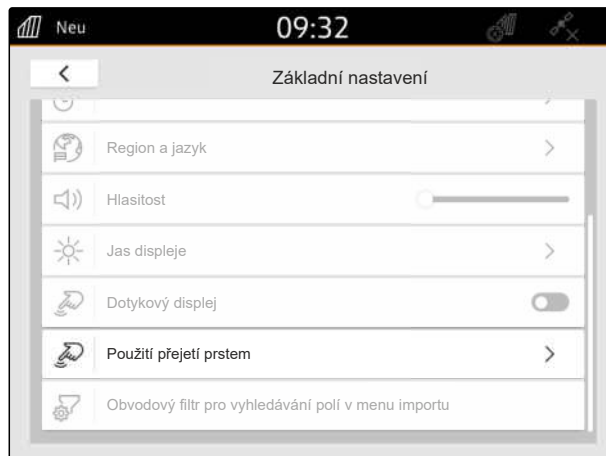 Neu
09:32
Základní nastavení
Region a jazyk
Hlasitost
Jas displeje
Dotykový displej
Použití přejetí prstem
Obvodový filtr pro vyhledávání polí v menu importu